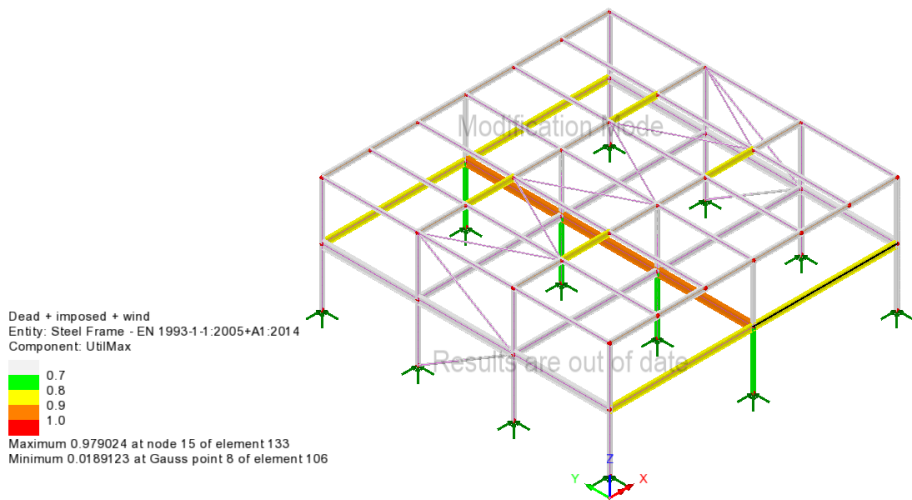 Modification Mode
Dead + imposed + wind
Entity: Steel Frame - EN 1993-1-1:2005+A1:2014
Component: UtilMax
0.7
0.8
0.9
1.0
Results are out of date
Maximum 0.979024 at node 15 of element 133
Minimum 0.0189123 at Gauss point 8 of element 106
Z
Y
X